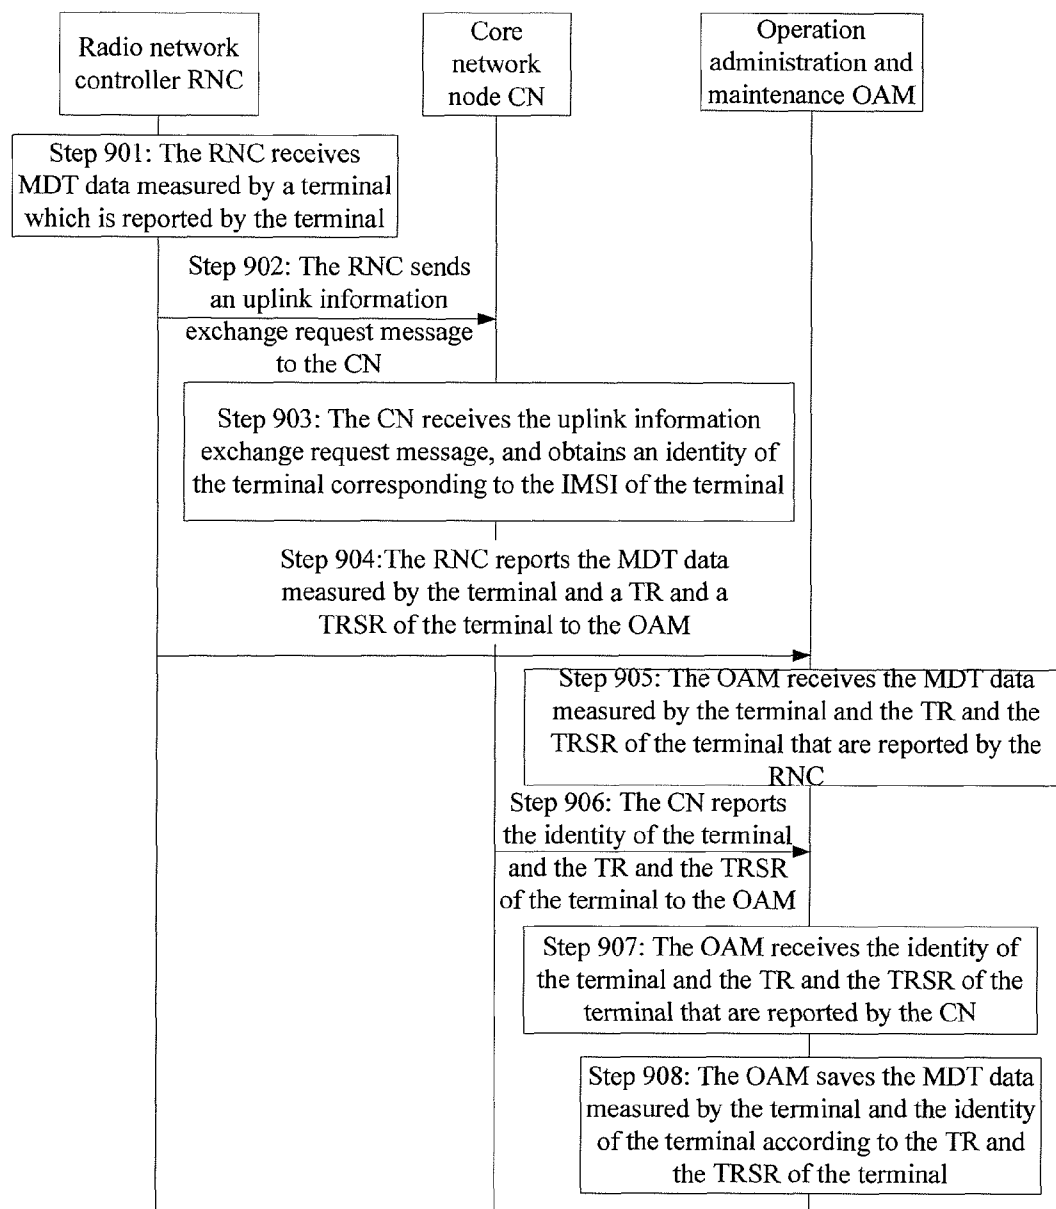 Radio network
controller RNC
Core
network
node CN
Operation
administration and
maintenance OAM
Step 901: The RNC receives
MDT data measured by a terminal
which is reported by the terminal
Step 902: The RNC sends
an uplink information
exchange request message
to the CN
Step 903: The CN receives the uplink information
exchange request message, and obtains an identity of
the terminal corresponding to the IMSI of the terminal
Step 904:The RNC reports the MDT data
measured by the terminal and a TR and a
TRSR of the terminal to the OAM
Step 905: The OAM receives the MDT data
measured by the terminal and the TR and the
TRSR of the terminal that are reported by the
RNC
Step 906: The CN reports
the identity of the terminal
and the TR and the TRSR
of the terminal to the OAM
Step 907: The OAM receives the identity of
the terminal and the TR and the TRSR of the
terminal that are reported by the CN
Step 908: The OAM saves the MDT data
measured by the terminal and the identity
of the terminal according to the TR and
the TRSR of the terminal